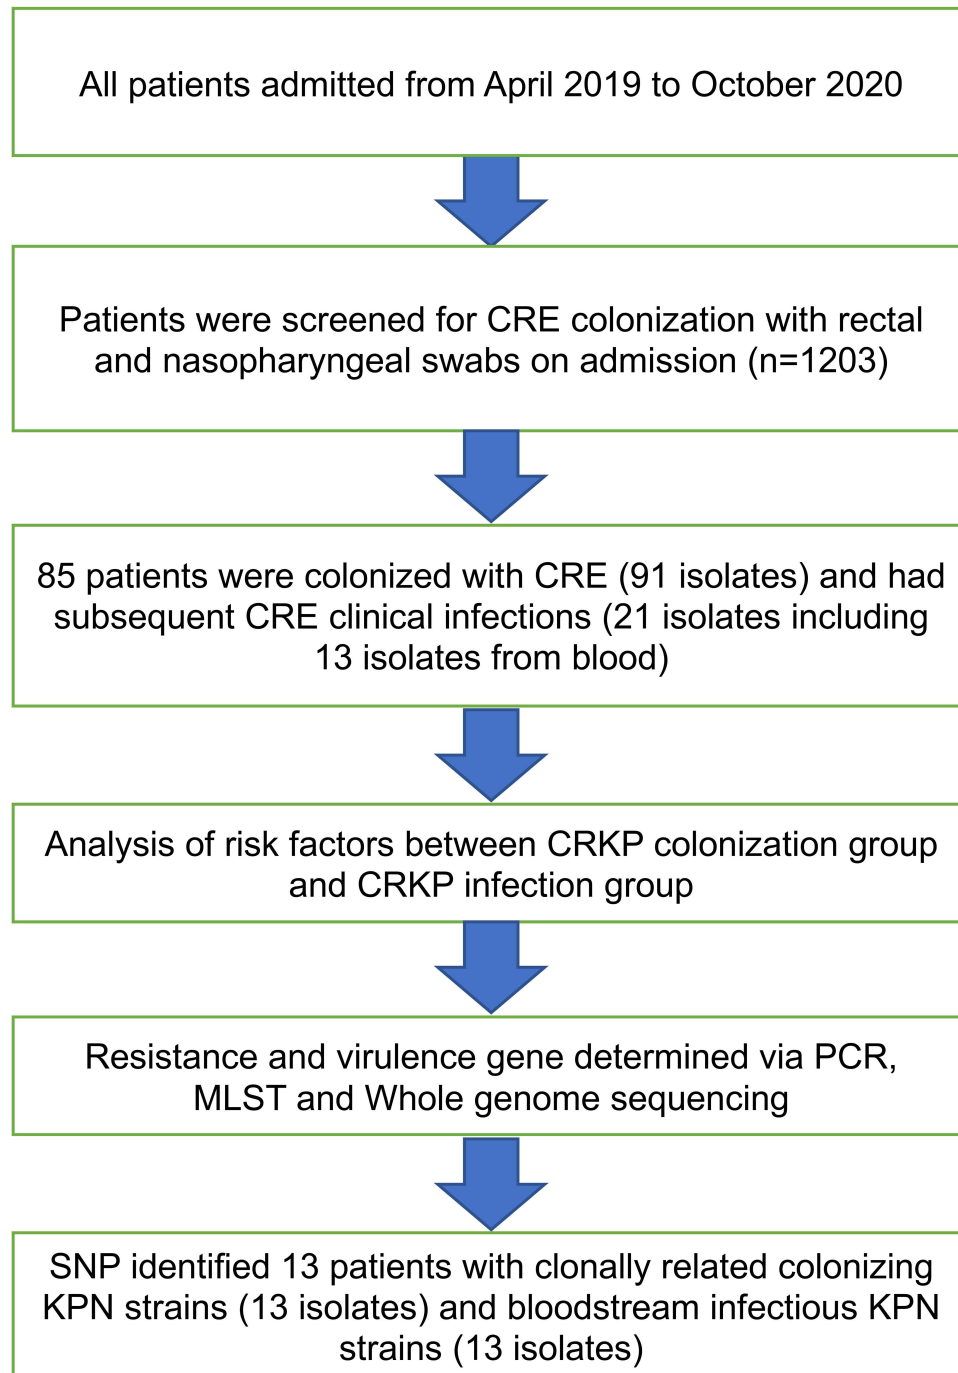 All patients admitted from April 2019 to October 2020
Patients were screened for CRE colonization with rectal
and nasopharyngeal swabs on admission (n=1203)
85 patients were colonized with CRE (91 isolates) and had
subsequent CRE clinical infections (21 isolates including
13 isolates from blood)
Analysis of risk factors between CRKP colonization group
and CRKP infection group
Resistance and virulence gene determined via PCR,
MLST and Whole genome sequencing
SNP identified 13 patients with clonally related colonizing
KPN strains (13 isolates) and bloodstream infectious KPN
strains (13 isolates)